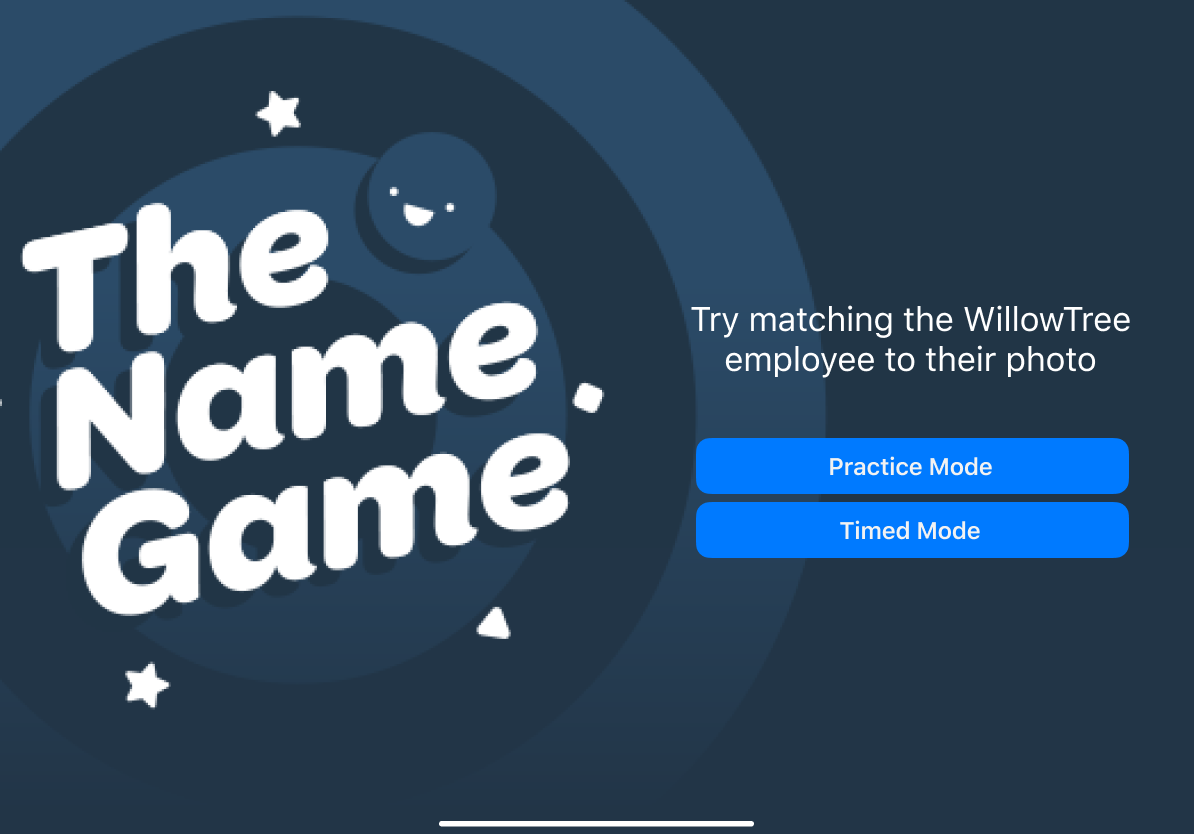 The
Name
Game
Try matching the WillowTree
employee to their photo
Practice Mode
Timed Mode